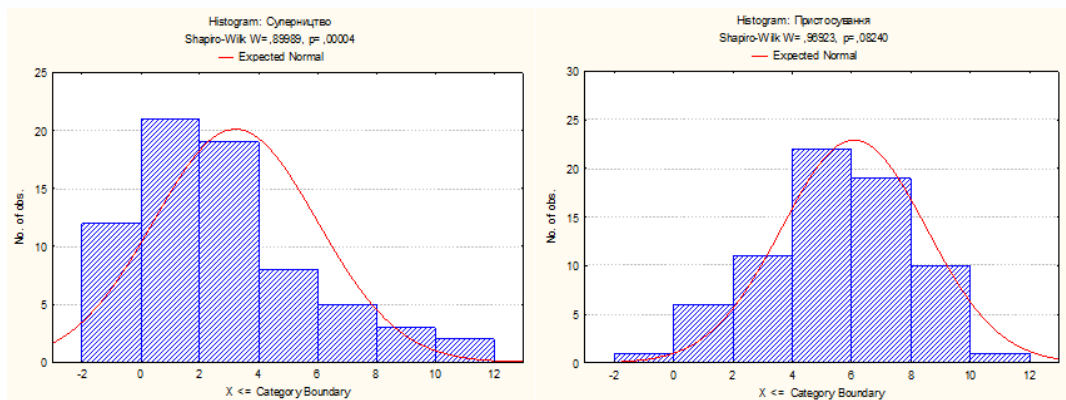 Histogram: Суперництво
Shapiro-Wilk W= ,89989, p= ,00004
Expected Normal
25
20
15
10
5
0
No. of obs.
-2 0 2 4 6 8 10 12
X <= Category Boundary
Histogram: Пристосування
Shapiro-Wilk W= ,96923, p= ,08240
Expected Normal
30
25
20
15
10
5
0
No. of obs.
-2 0 2 4 6 8 10 12
X <= Category Boundary